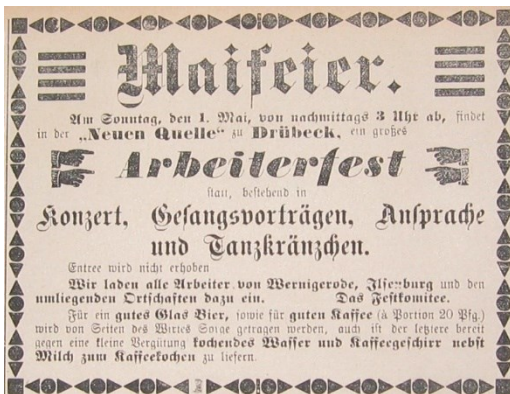 Maifeier.
Am Sonntag, den 1. Mai, von nachmittags 3 Uhr ab, findet
in der „Neuen Quelle“ zu Drübeck, ein großes
Arbeiterfest
statt, bestehend in
Konzert, Gesangsvorträgen, Ansprache
und Tanzkränzchen.
Entree wird nicht erhoben
Wir laden alle Arbeiter von Wernigerode, Ilsenburg und den
umliegenden Ortschaften dazu ein. Das Festkomitee.
Für ein gutes Glas Bier, sowie für guten Kaffee (à Portion 20 Pfg.)
wird von Seiten des Wirtes Sorge getragen werden, auch ist der letztere bereit
gegen eine kleine Vergütung kochendes Wasser und Kaffeegeschirr nebst
Milch zum Kaffeekochen zu liefern.